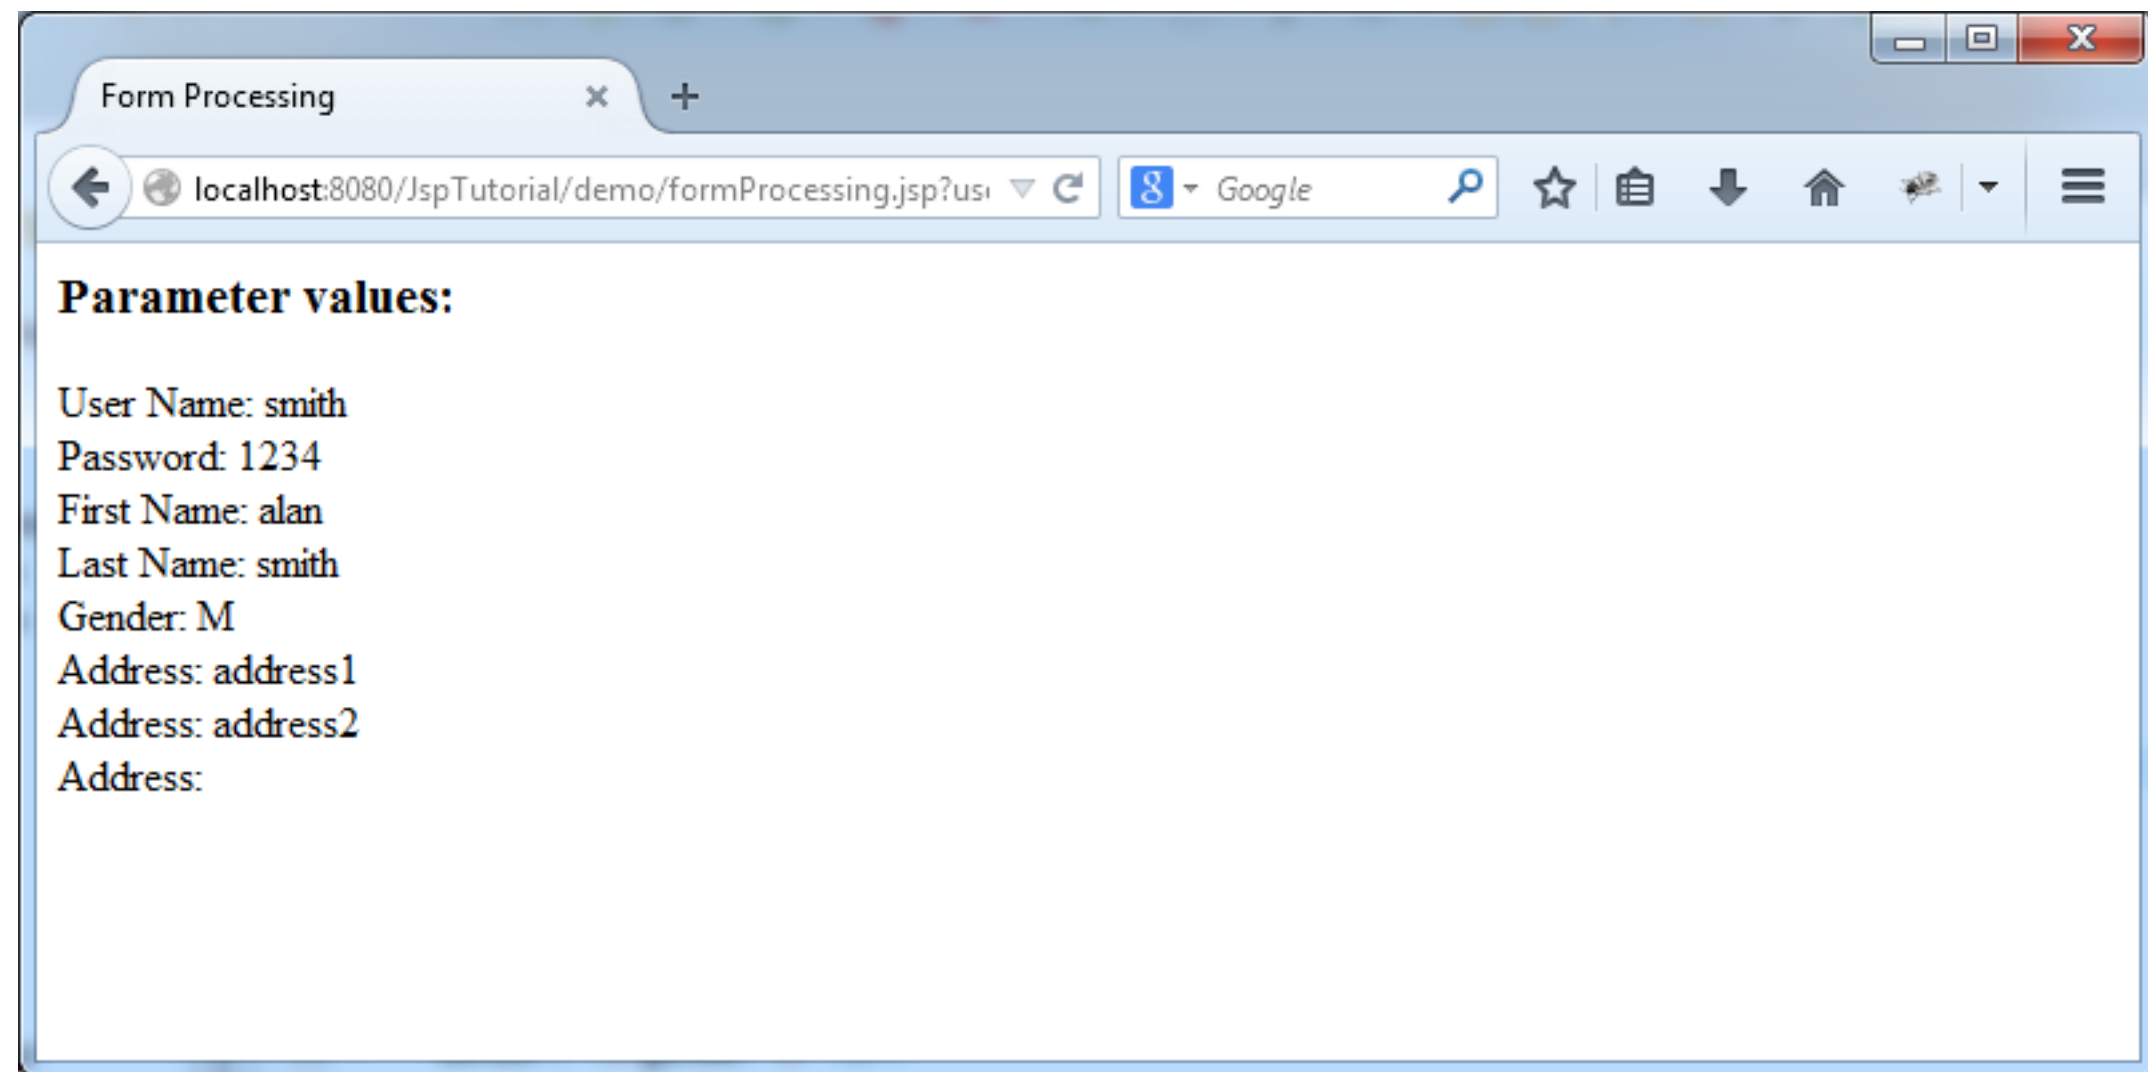 Form Processing
localhost:8080/JspTutorial/demo/formProcessing.jsp?us
8 Google
Parameter values:
User Name: smith
Password: 1234
First Name: alan
Last Name: smith
Gender: M
Address: address1
Address: address2
Address: